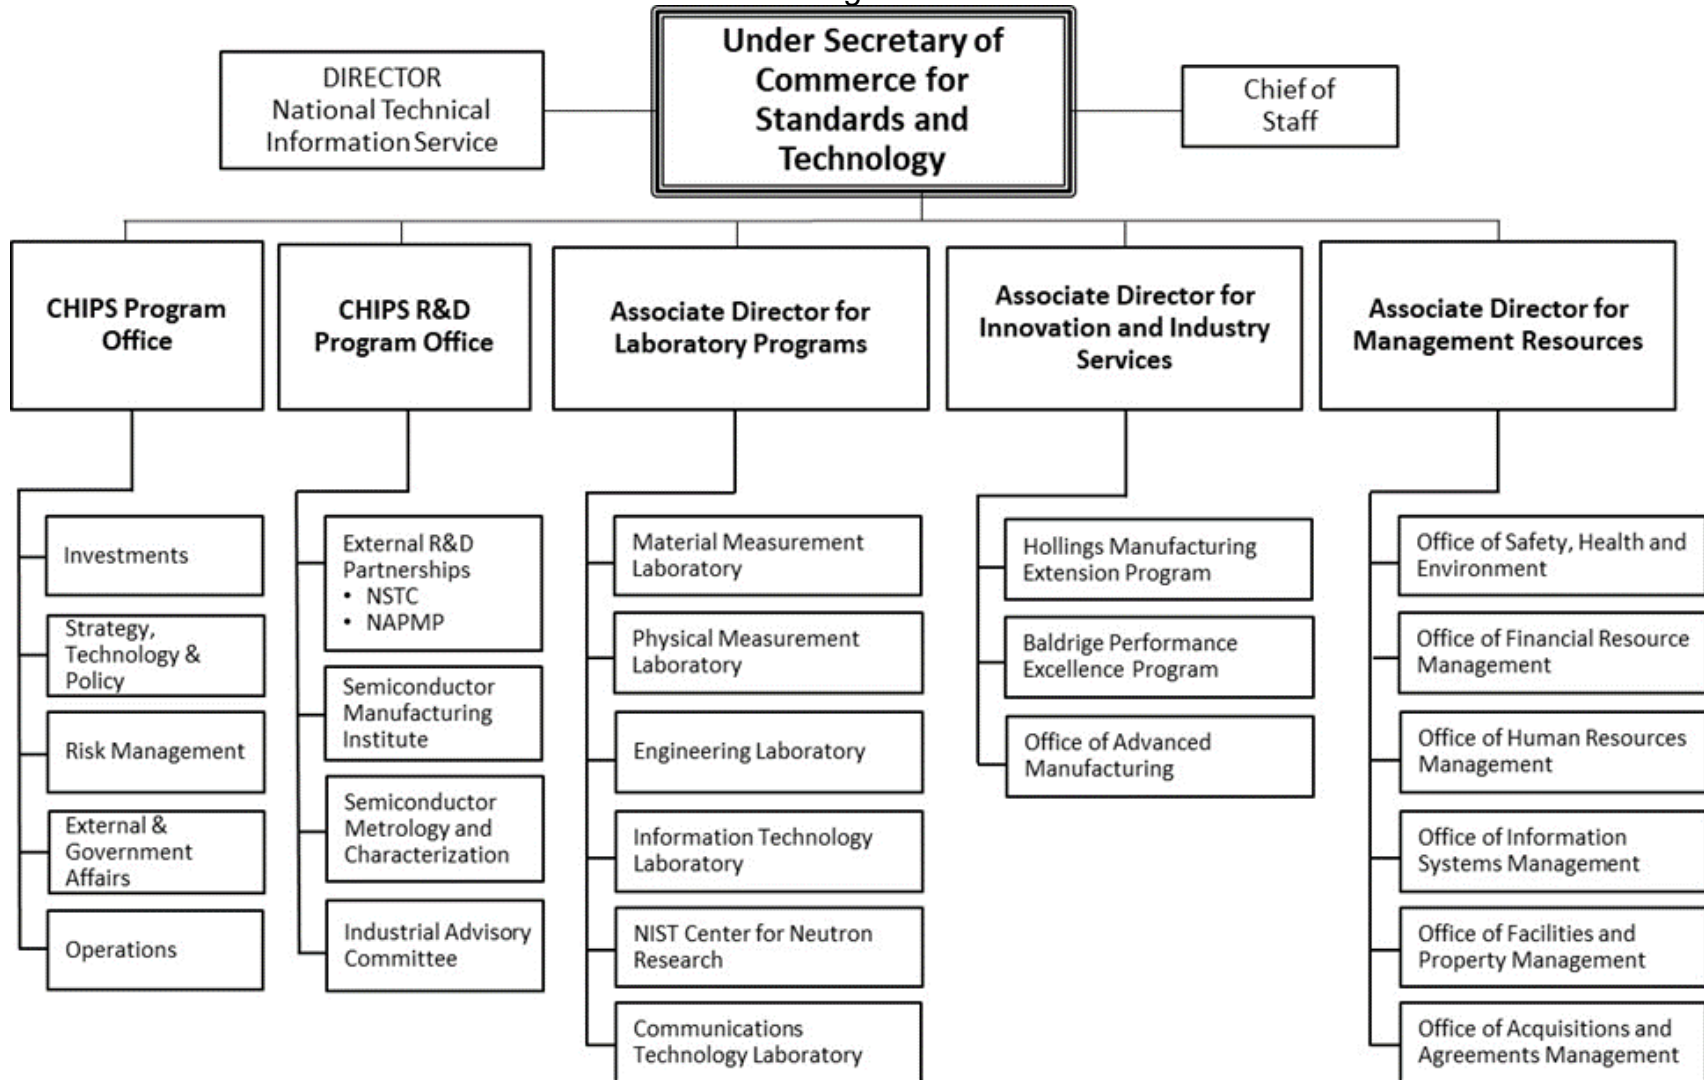 Under Secretary of
Commerce for
Standards and
Technology
DIRECTOR
National Technical
Information Service
Chief of
Staff
CHIPS Program
Office
Investments
Strategy,
Technology &
Policy
Risk Management
External &
Government
Affairs
Operations
CHIPS R&D
Program Office
External R&D
Partnerships
• NSTC
• NAPMP
Semiconductor
Manufacturing
Institute
Semiconductor
Metrology and
Characterization
Industrial Advisory
Committee
Associate Director for
Laboratory Programs
Material Measurement
Laboratory
Physical Measurement
Laboratory
Engineering Laboratory
Information Technology
Laboratory
NIST Center for Neutron
Research
Communications
Technology Laboratory
Associate Director for
Innovation and Industry
Services
Hollings Manufacturing
Extension Program
Baldrige Performance
Excellence Program
Office of Advanced
Manufacturing
Associate Director for
Management Resources
Office of Safety, Health and
Environment
Office of Financial Resource
Management
Office of Human Resources
Management
Office of Information
Systems Management
Office of Facilities and
Property Management
Office of Acquisitions and
Agreements Management